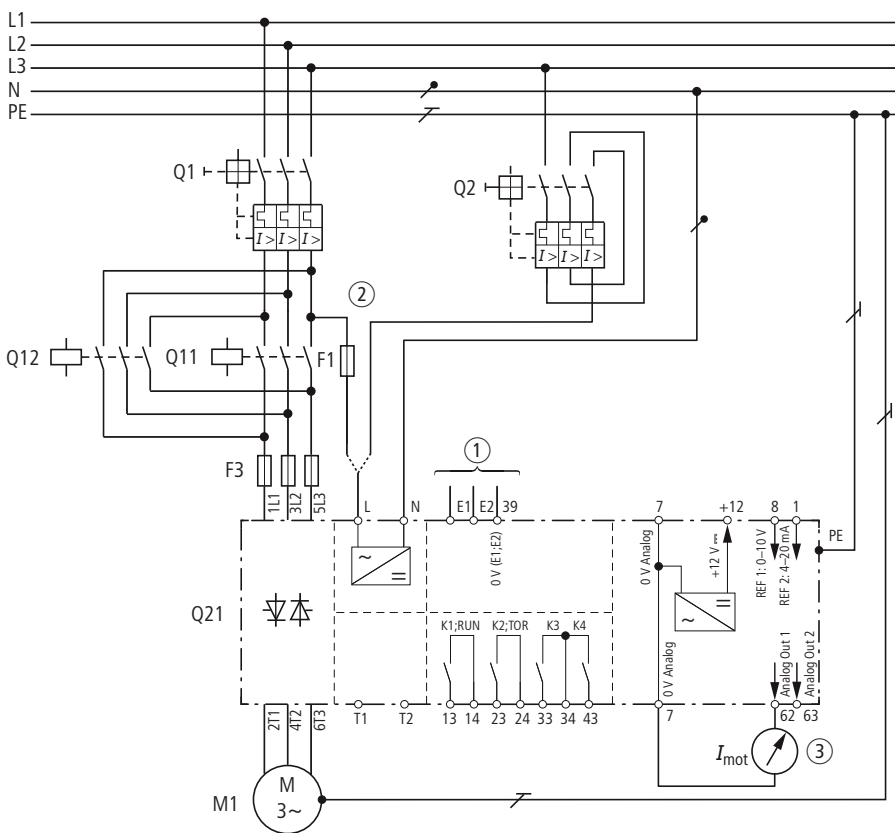 L1
L2
L3
N
PE
Q1
I> I> I>
Q2
I> I> I>
2
Q12
Q11
F1
F3
1L1
3L2
5L3
1
L
N
E1
E2
39
7
+12
8
1
PE
0 V (E1;E2)
0 V Analog
+12 V
REF 1: 0–10 V
REF 2: 4–20 mA
~
=
~
=
Q21
K1;RUN
K2;TOR
K3
K4
0 V Analog
Analog Out 1
Analog Out 2
2T1
4T2
6T3
T1
T2
13
14
23
24
33
34
43
7
62
63
M1
M
3~
Imot
3